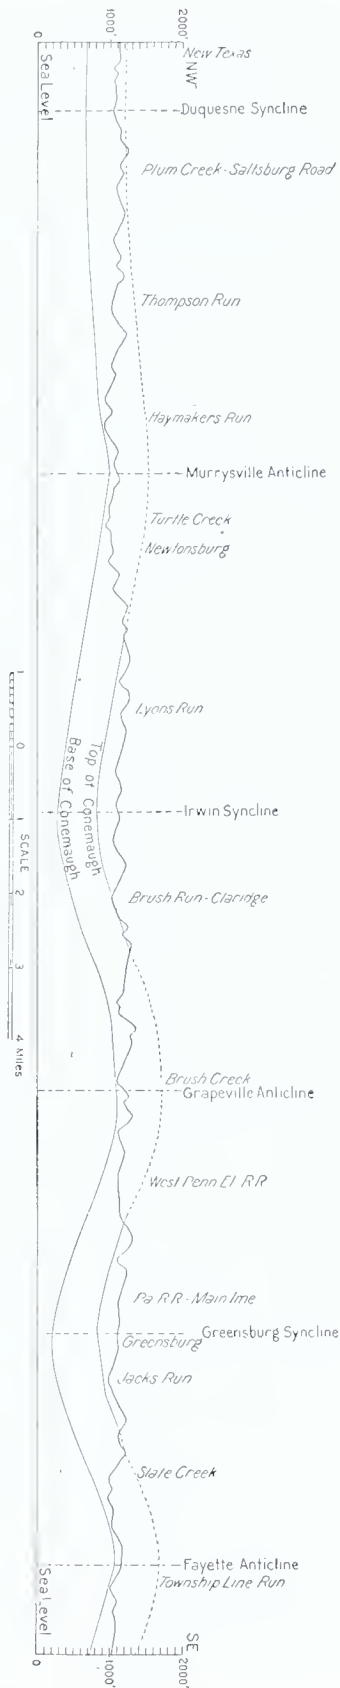 2000'
1000'
0
NW
Sea Level
New Texas
Duquesne Syncline
Plum Creek - Saltsburg Road
Thompson Run
Haymakers Run
Murrysville Anticline
Turtle Creek
Newlonsburg
Lyons Run
Top of Conemaugh
Base of Conemaugh
Irwin Syncline
Brush Run - Claridge
1 0 1 2 3 4 Miles
SCALE
Brush Creek
Grapeville Anticline
West Penn El RR
Pa RR - Main line
Greensburg Syncline
Greensburg
Jacks Run
Slate Creek
Fayette Anticline
Township Line Run
Sea Level
SE
2000'
1000'
0